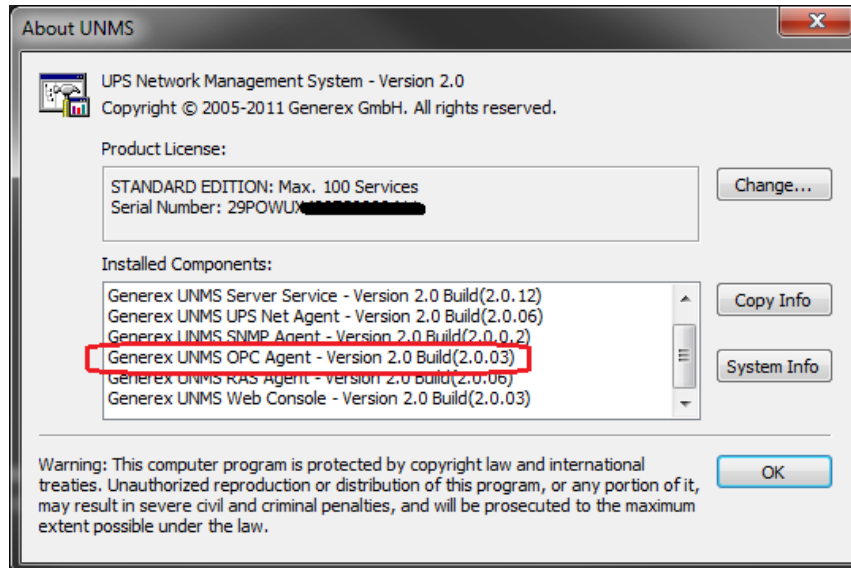 About UNMS
UPS Network Management System - Version 2.0
Copyright © 2005-2011 Generex GmbH. All rights reserved.
Product License:
STANDARD EDITION: Max. 100 Services
Serial Number: 29POWUX
Change...
Installed Components:
Generex UNMS Server Service - Version 2.0 Build(2.0.12)
Generex UNMS UPS Net Agent - Version 2.0 Build(2.0.06)
Generex UNMS SNMP Agent - Version 2.0 Build(2.0.0.2)
Generex UNMS OPC Agent - Version 2.0 Build(2.0.03)
Generex UNMS RAS Agent - Version 2.0 Build(2.0.06)
Generex UNMS Web Console - Version 2.0 Build(2.0.03)
Copy Info
System Info
Warning: This computer program is protected by copyright law and international
treaties. Unauthorized reproduction or distribution of this program, or any portion of it,
may result in severe civil and criminal penalties, and will be prosecuted to the maximum
extent possible under the law.
OK